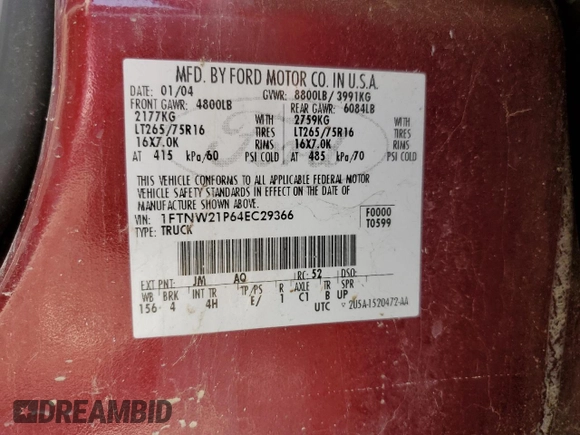 MFD. BY FORD MOTOR CO. IN U.S.A.
DATE: 01/04 GVWR: 8800LB/3991KG
FRONT GAWR: 4800LB REAR GAWR: 6084LB
2177KG WITH 2759KG WITH
LT265/75R16 TIRES LT265/75R16 TIRES
16X7.0K RIMS 16X7.0K RIMS
AT 415 kPa/60 PSI COLD AT 485 kPa/70 PSI COLD
THIS VEHICLE CONFORMS TO ALL APPLICABLE FEDERAL MOTOR
VEHICLE SAFETY STANDARDS IN EFFECT ON THE DATE OF
MANUFACTURE SHOWN ABOVE.
VIN: 1FTNW21P64EC29366 F0000
TYPE: TRUCK T0599
EXT PNT: JM AQ RC: 52 DSO:
WB BRK INT TR TP/PS R AXLE TR SPR
156 4 4H E/ 1 C1 B UP
UTC 2U5A-1520472-AA
Ford
DREAMBID